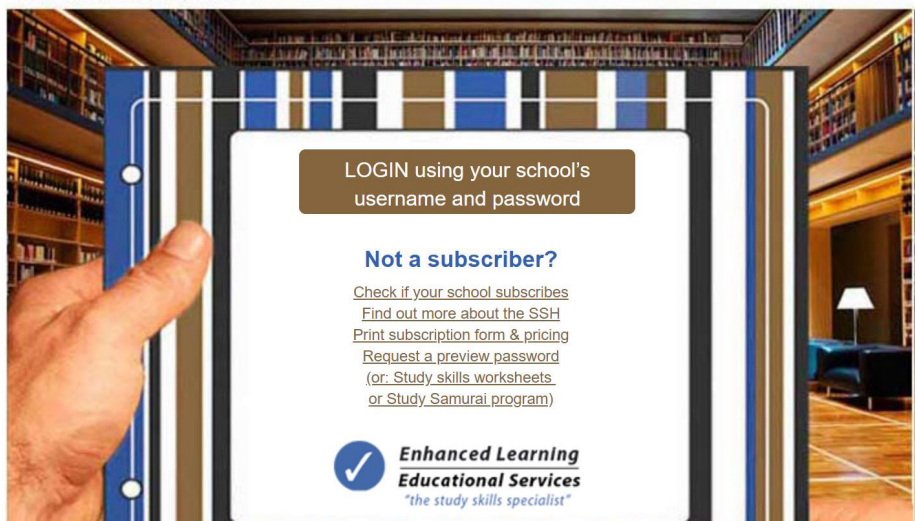 LOGIN using your school's
username and password
Not a subscriber?
Check if your school subscribes
Find out more about the SSH
Print subscription form & pricing
Request a preview password
(or: Study skills worksheets
or Study Samurai program)
Enhanced Learning
Educational Services
"the study skills specialist"